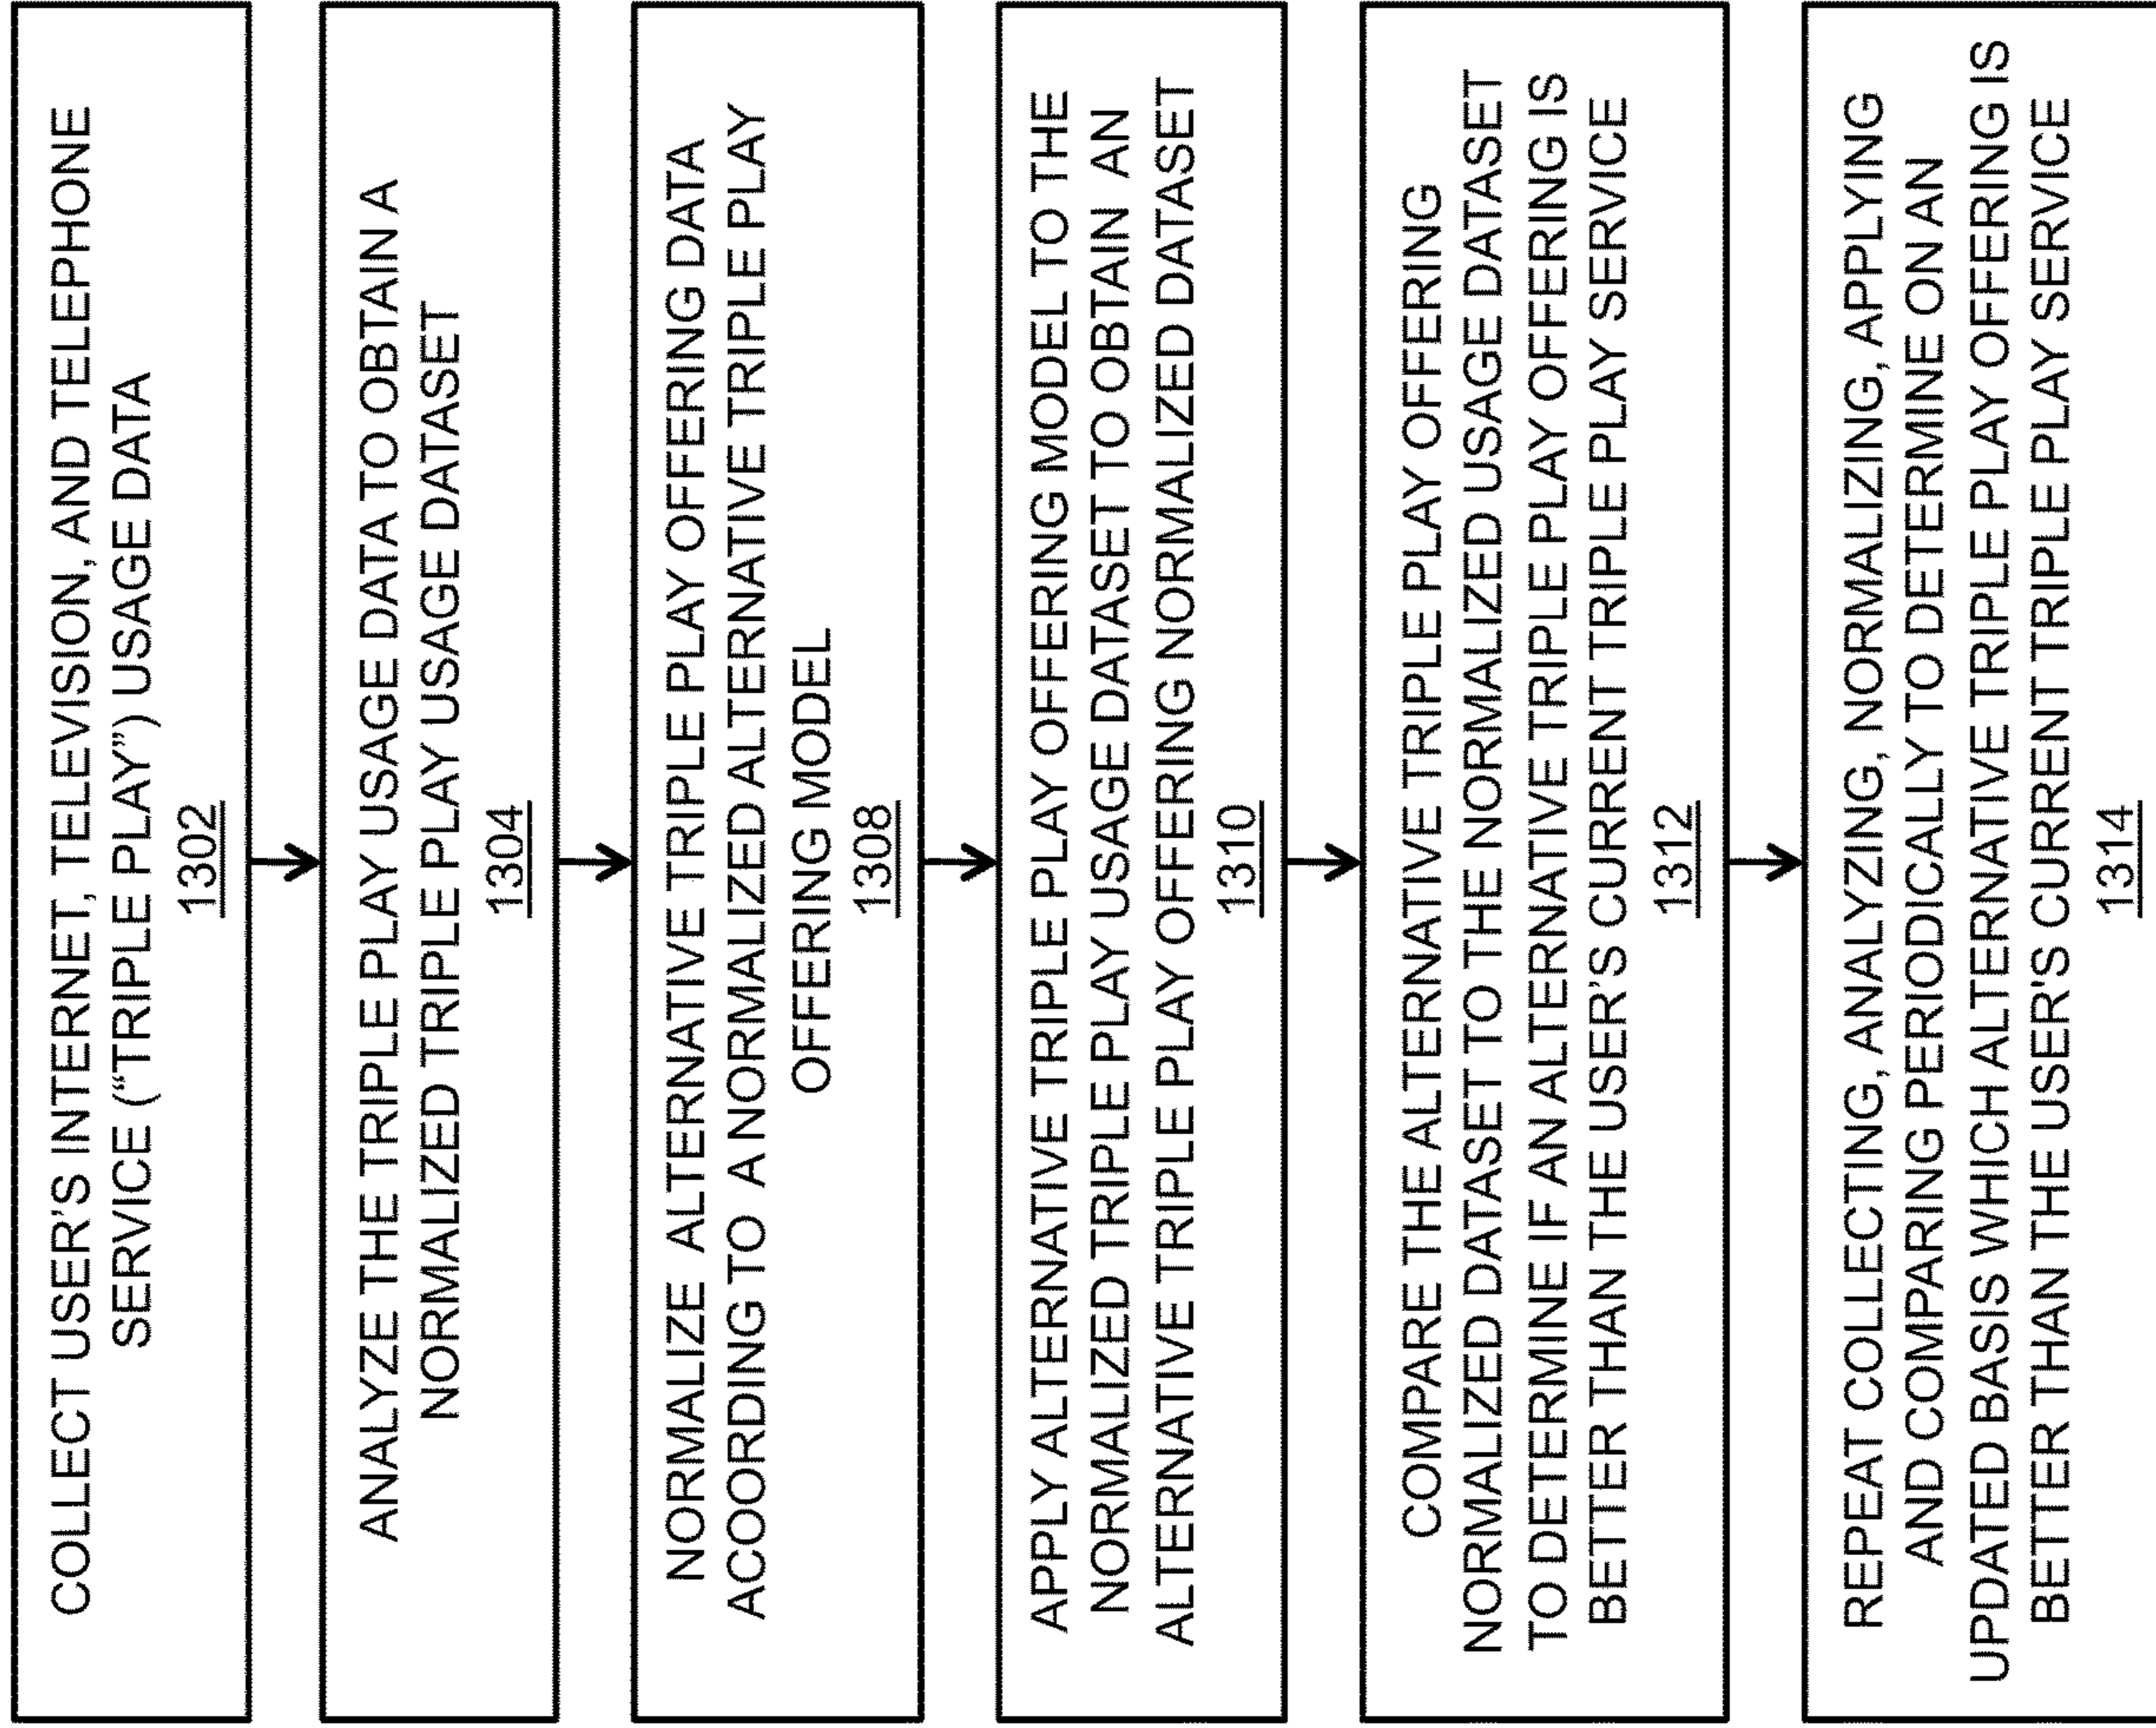 COLLECT USER'S INTERNET, TELEVISION, AND TELEPHONE
SERVICE (“TRIPLE PLAY”) USAGE DATA
1302
ANALYZE THE TRIPLE PLAY USAGE DATA TO OBTAIN A
NORMALIZED TRIPLE PLAY USAGE DATASET
1304
NORMALIZE ALTERNATIVE TRIPLE PLAY OFFERING DATA
ACOORDING TO A NORMALIZED ALTERNATIVE TRIPLE PLAY
OFFERING MODEL
1308
APPLY ALTERNATIVE TRIPLE PLAY OFFERING MODEL TO THE
NORMALIZED TRIPLE PLAY USAGE DATASET TO OBTAIN AN
ALTERNATIVE TRIPLE PLAY OFFERING NORMALIZED DATASET
1310
COMPARE THE ALTERNATIVE TRIPLE PLAY OFFERING
NORMALIZED DATASET TO THE NORMALIZED USAGE DATASET
TO DETERMINE IF AN ALTERNATIVE TRIPLE PLAY OFFERING IS
BETTER THAN THE USER'S CURRENT TRIPLE PLAY SERVICE
1312
REPEAT COLLECTING, ANALYZING, NORMALIZING, APPLYING
AND COMPARING PERIODICALLY TO DETERMINE ON AN
UPDATED BASIS WHICH ALTERNATIVE TRIPLE PLAY OFFERING IS
BETTER THAN THE USER'S CURRENT TRIPLE PLAY SERVICE
1314